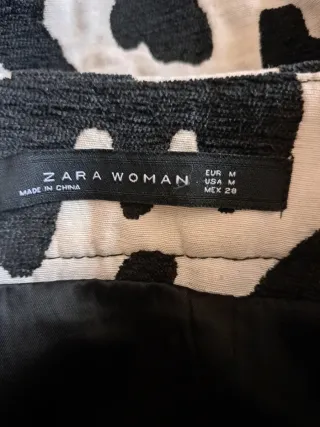 ZARA WOMAN
MADE IN CHINA
EUR M
USA M
MEX 28